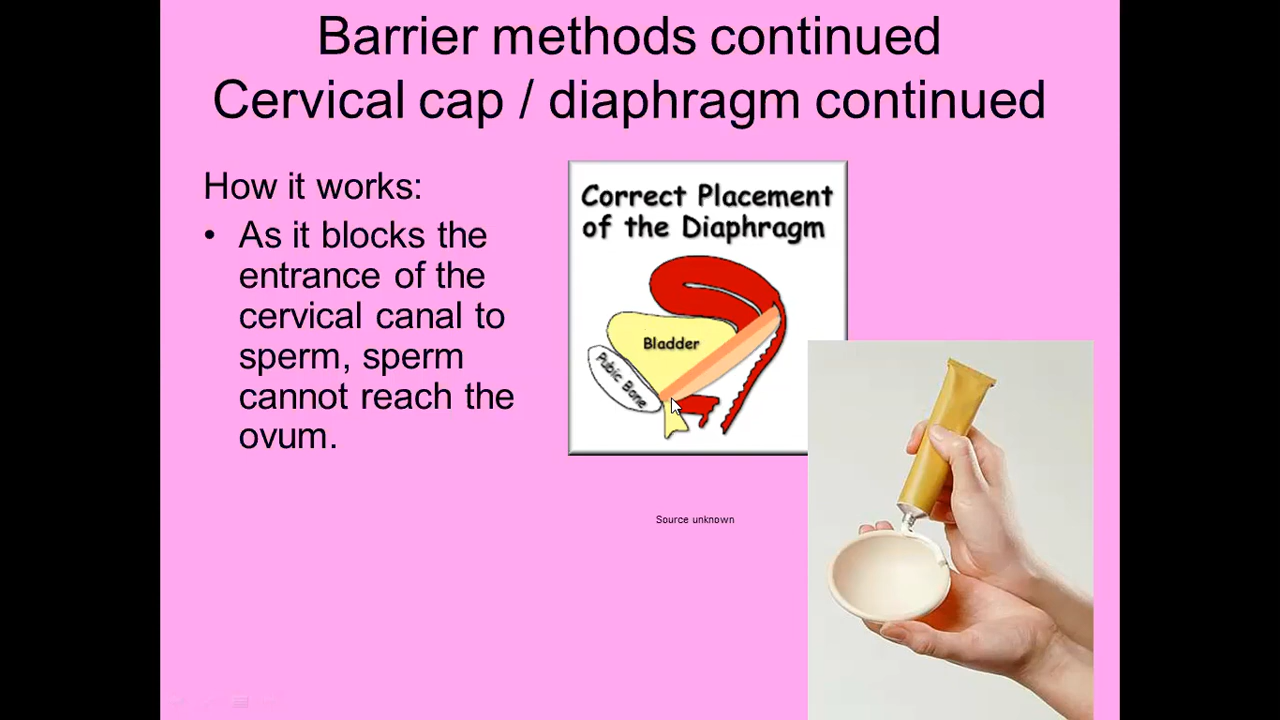 Barrier methods continued
Cervical cap / diaphragm continued
How it works:
• As it blocks the
entrance of the
cervical canal to
sperm, sperm
cannot reach the
ovum.
Correct Placement
of the Diaphragm
Bladder
Pubic Bone
Source unknown